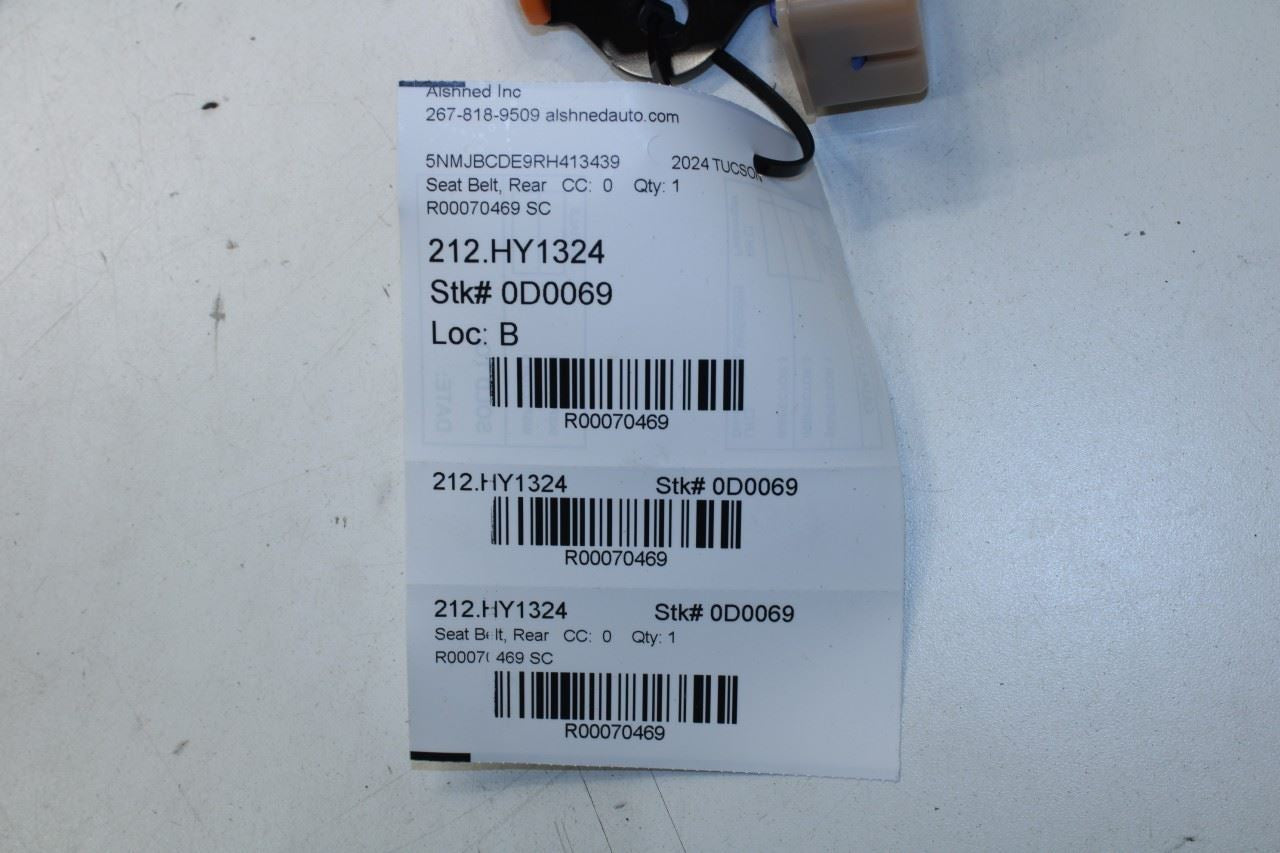 Alshned Inc
267-818-9509 alshnedauto.com
5NMJBCDE9RH413439 2024 TUCSON
Seat Belt, Rear CC: 0 Qty: 1
R00070469 SC
212.HY1324
Stk# 0D0069
Loc: B
R00070469
212.HY1324 Stk# 0D0069
R00070469
212.HY1324 Stk# 0D0069
Seat Belt, Rear CC: 0 Qty: 1
R00070469 SC
R00070469